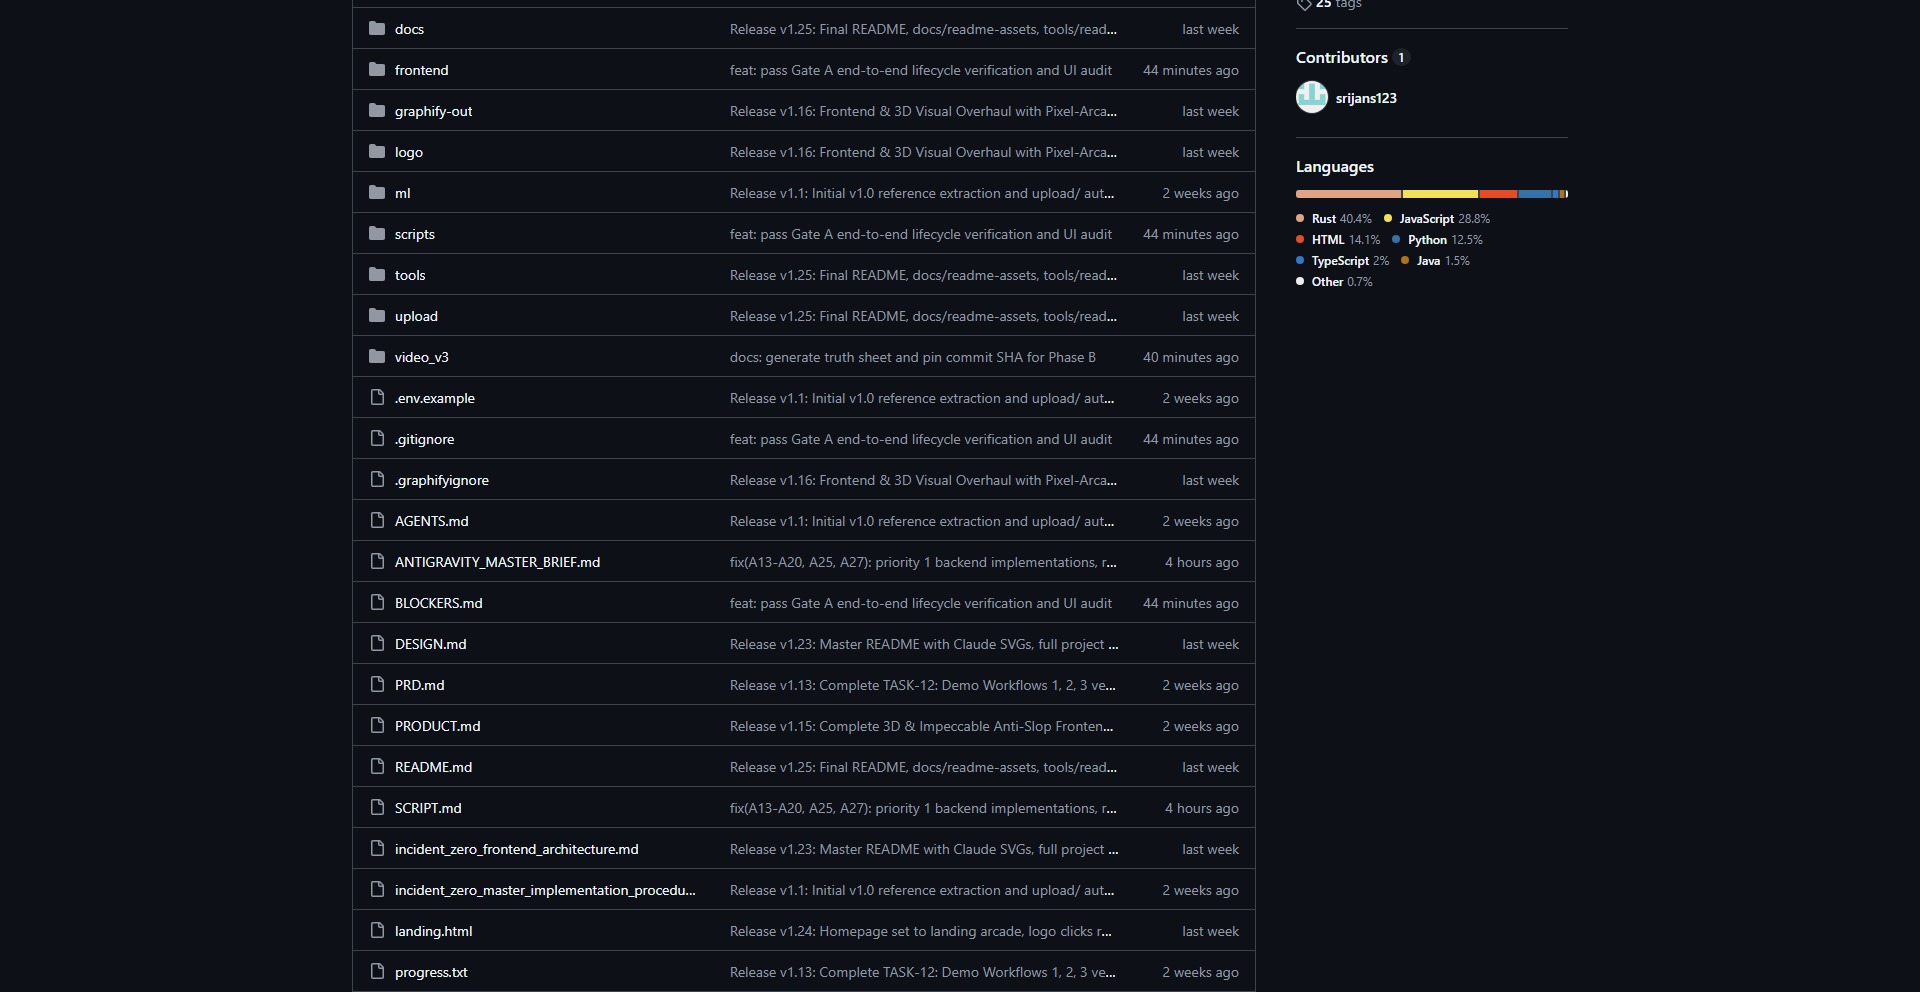 docs Release v1.25: Final README, docs/readme-assets, tools/read... last week
frontend feat: pass Gate A end-to-end lifecycle verification and UI audit 44 minutes ago
graphify-out Release v1.16: Frontend & 3D Visual Overhaul with Pixel-Arca... last week
logo Release v1.16: Frontend & 3D Visual Overhaul with Pixel-Arca... last week
ml Release v1.1: Initial v1.0 reference extraction and upload/ aut... 2 weeks ago
scripts feat: pass Gate A end-to-end lifecycle verification and UI audit 44 minutes ago
tools Release v1.25: Final README, docs/readme-assets, tools/read... last week
upload Release v1.25: Final README, docs/readme-assets, tools/read... last week
video_v3 docs: generate truth sheet and pin commit SHA for Phase B 40 minutes ago
.env.example Release v1.1: Initial v1.0 reference extraction and upload/ aut... 2 weeks ago
.gitignore feat: pass Gate A end-to-end lifecycle verification and UI audit 44 minutes ago
.graphifyignore Release v1.16: Frontend & 3D Visual Overhaul with Pixel-Arca... last week
AGENTS.md Release v1.1: Initial v1.0 reference extraction and upload/ aut... 2 weeks ago
ANTIGRAVITY_MASTER_BRIEF.md fix(A13-A20, A25, A27): priority 1 backend implementations, r... 4 hours ago
BLOCKERS.md feat: pass Gate A end-to-end lifecycle verification and UI audit 44 minutes ago
DESIGN.md Release v1.23: Master README with Claude SVGs, full project ... last week
PRD.md Release v1.13: Complete TASK-12: Demo Workflows 1, 2, 3 ve... 2 weeks ago
PRODUCT.md Release v1.15: Complete 3D & Impeccable Anti-Slop Fronten... 2 weeks ago
README.md Release v1.25: Final README, docs/readme-assets, tools/read... last week
SCRIPT.md fix(A13-A20, A25, A27): priority 1 backend implementations, r... 4 hours ago
incident_zero_frontend_architecture.md Release v1.23: Master README with Claude SVGs, full project ... last week
incident_zero_master_implementation_procedu... Release v1.1: Initial v1.0 reference extraction and upload/ aut... 2 weeks ago
landing.html Release v1.24: Homepage set to landing arcade, logo clicks r... last week
progress.txt Release v1.13: Complete TASK-12: Demo Workflows 1, 2, 3 ve... 2 weeks ago
25 tags
Contributors 1
srijans123
Languages
Rust 40.4% JavaScript 28.8%
HTML 14.1% Python 12.5%
TypeScript 2% Java 1.5%
Other 0.7%